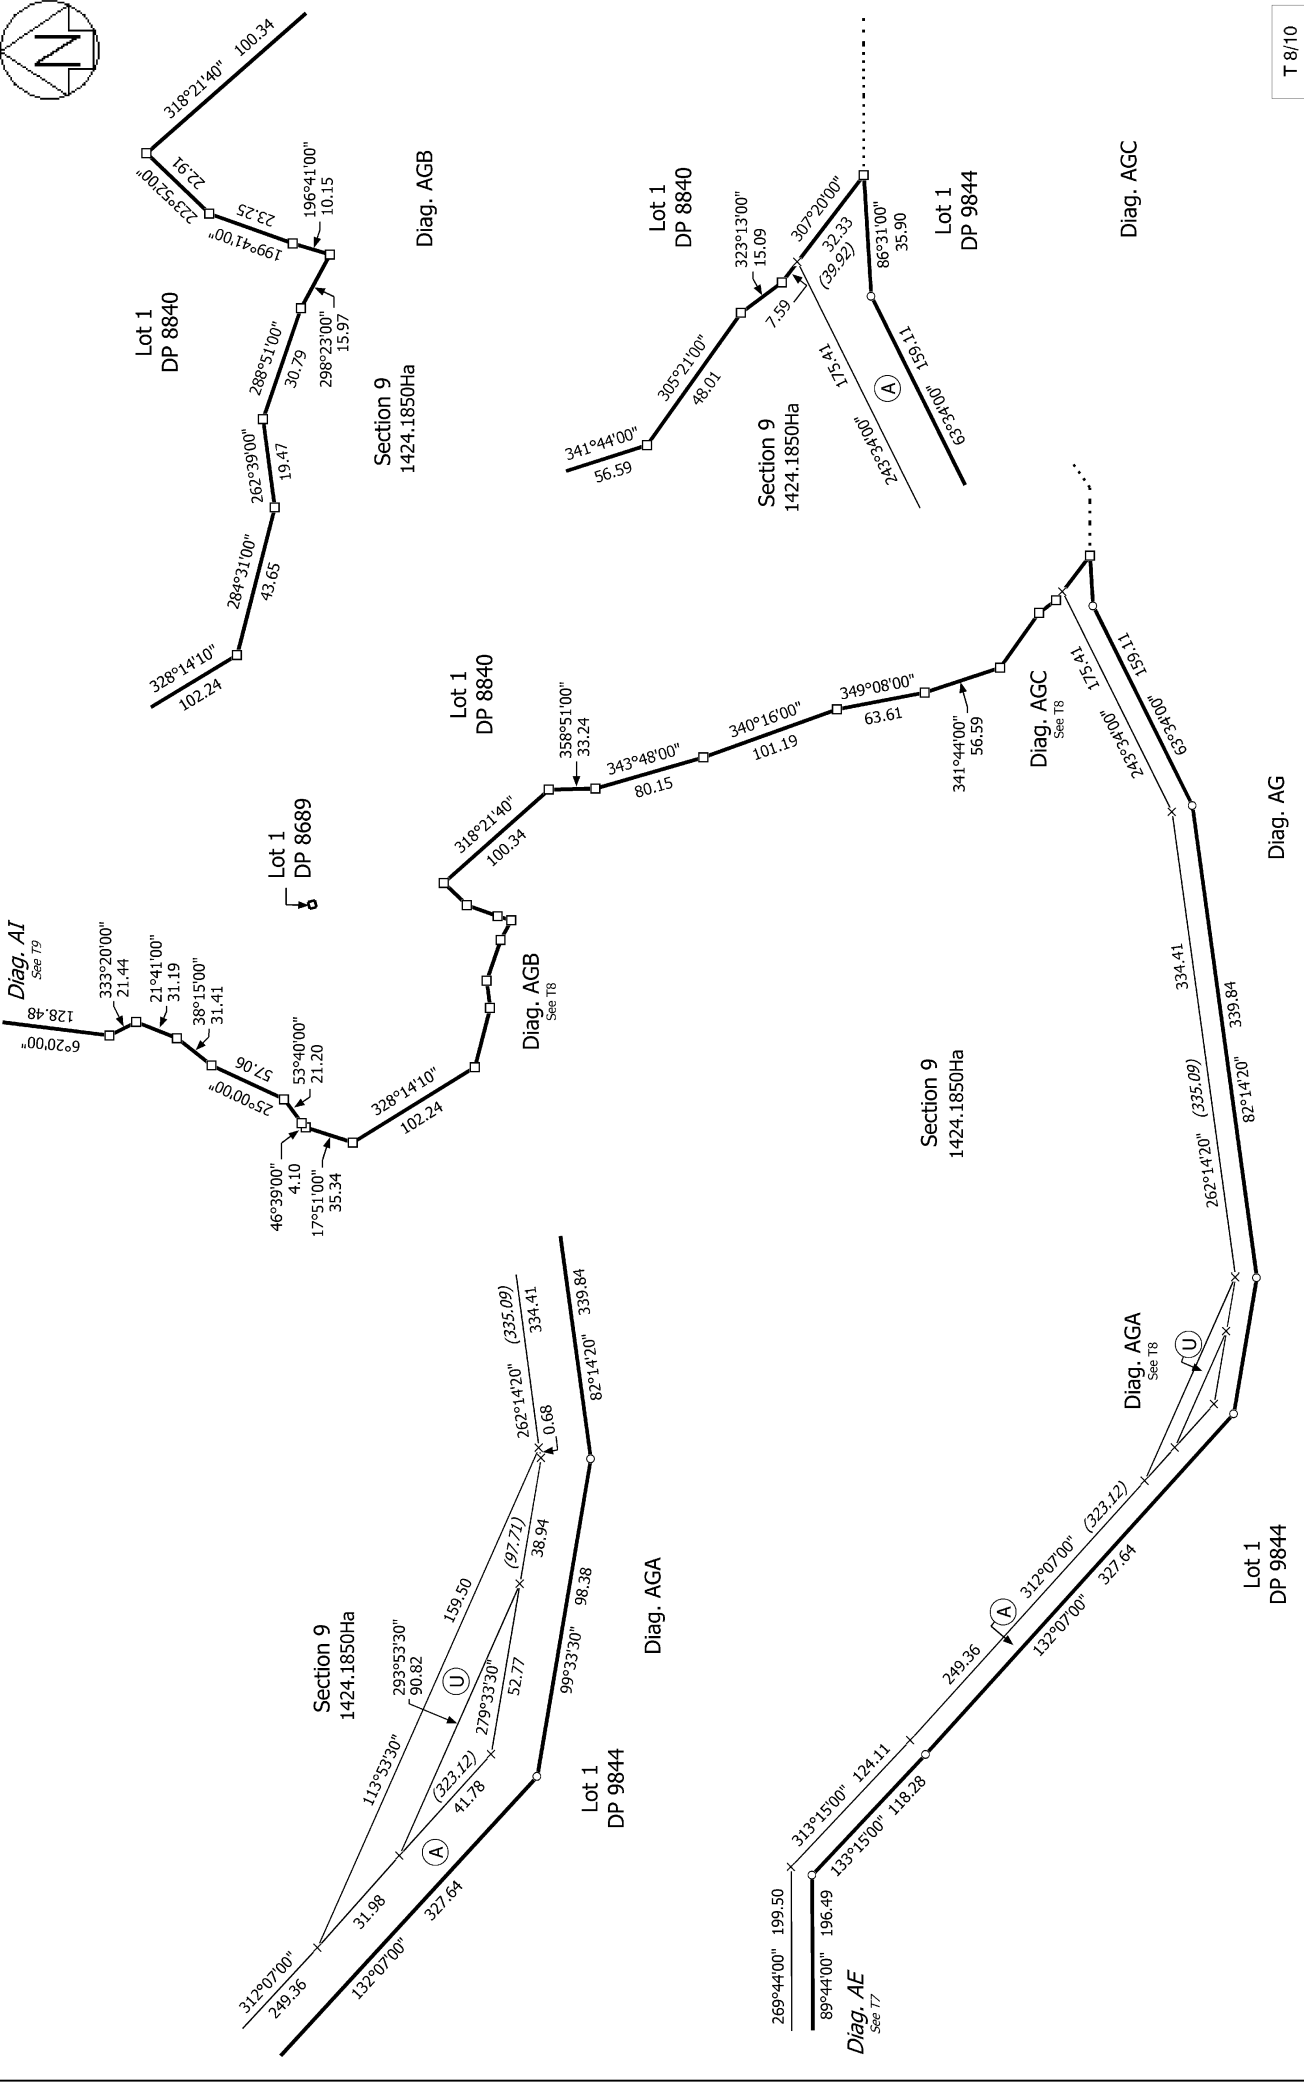 N
T 8/10
318°21'40"
100.34
223°52'00"
22.91
199°41'00"
23.25
196°41'00"
10.15
298°23'00"
15.97
288°51'00"
30.79
262°39'00"
19.47
284°31'00"
43.65
328°14'10"
102.24
Lot 1
DP 8840
Section 9
1424.1850Ha
Diag. AGB
Lot 1
DP 8840
341°44'00"
56.59
305°21'00"
48.01
323°13'00"
15.09
7.59
307°20'00"
32.33
(39.92)
86°31'00"
35.90
243°34'00"
175.41
63°34'00"
159.11
A
Section 9
1424.1850Ha
Lot 1
DP 9844
Diag. AGC
Diag. AI
See T9
6°20'00"
128.48
333°20'00"
21.44
21°41'00"
31.19
38°15'00"
31.41
25°00'00"
57.06
53°40'00"
21.20
46°39'00"
4.10
17°51'00"
35.34
328°14'10"
102.24
Lot 1
DP 8689
Diag. AGB
See T8
318°21'40"
100.34
Lot 1
DP 8840
358°51'00"
33.24
343°48'00"
80.15
340°16'00"
101.19
349°08'00"
63.61
341°44'00"
56.59
Diag. AGC
See T8
243°34'00"
175.41
63°34'00"
159.11
262°14'20"
(335.09)
334.41
82°14'20"
339.84
Section 9
1424.1850Ha
Diag. AG
Diag. AGA
See T8
U
312°07'00"
(323.12)
249.36
A
132°07'00"
327.64
Lot 1
DP 9844
313°15'00"
124.11
133°15'00"
118.28
269°44'00"
199.50
89°44'00"
196.49
Diag. AE
See T7
312°07'00"
249.36
31.98
(323.12)
41.78
A
132°07'00"
327.64
113°53'30"
159.50
293°53'30"
90.82
U
279°33'30"
52.77
(97.71)
38.94
0.68
262°14'20"
(335.09)
334.41
82°14'20"
339.84
99°33'30"
98.38
Section 9
1424.1850Ha
Lot 1
DP 9844
Diag. AGA